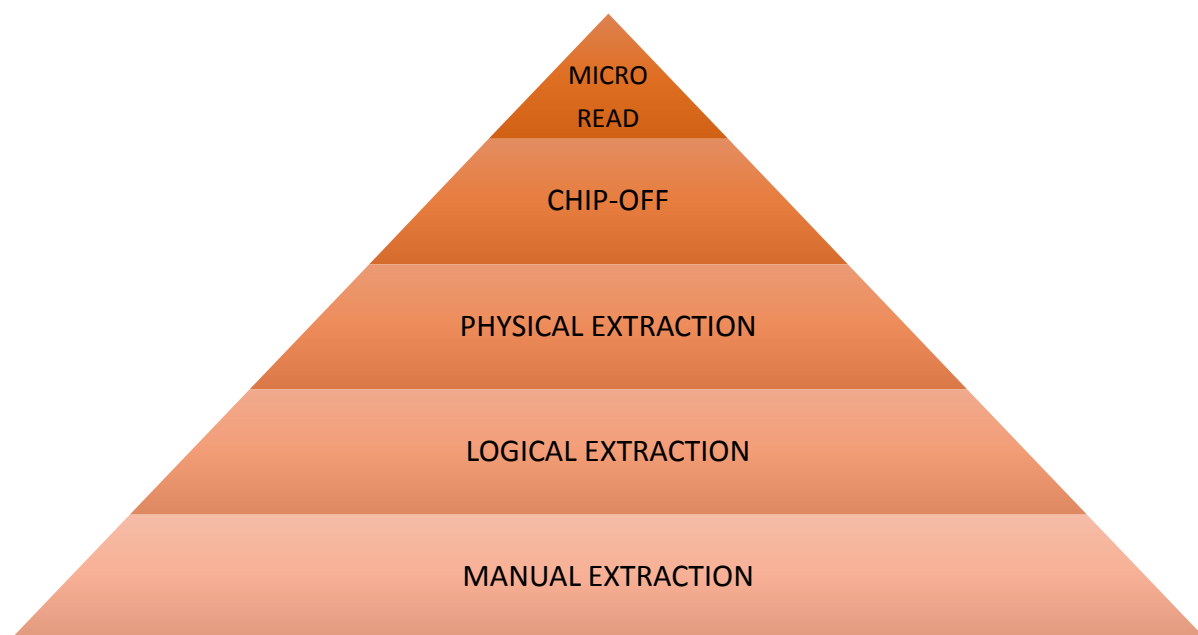 MICRO
READ
CHIP-OFF
PHYSICAL EXTRACTION
LOGICAL EXTRACTION
MANUAL EXTRACTION